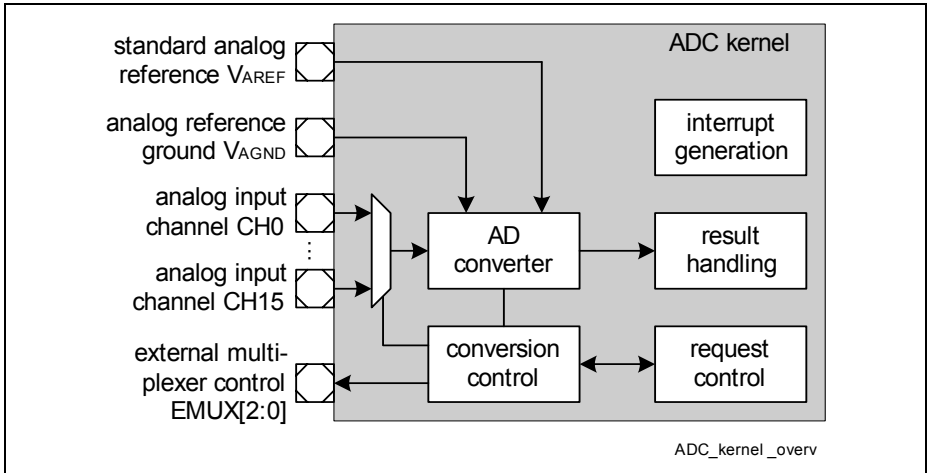 standard analog
reference VAREF
analog reference
ground VAGND
analog input
channel CH0
...
analog input
channel CH15
external multi-
plexer control
EMUX[2:0]
ADC kernel
interrupt
generation
AD
converter
result
handling
conversion
control
request
control
ADC_kernel _overv